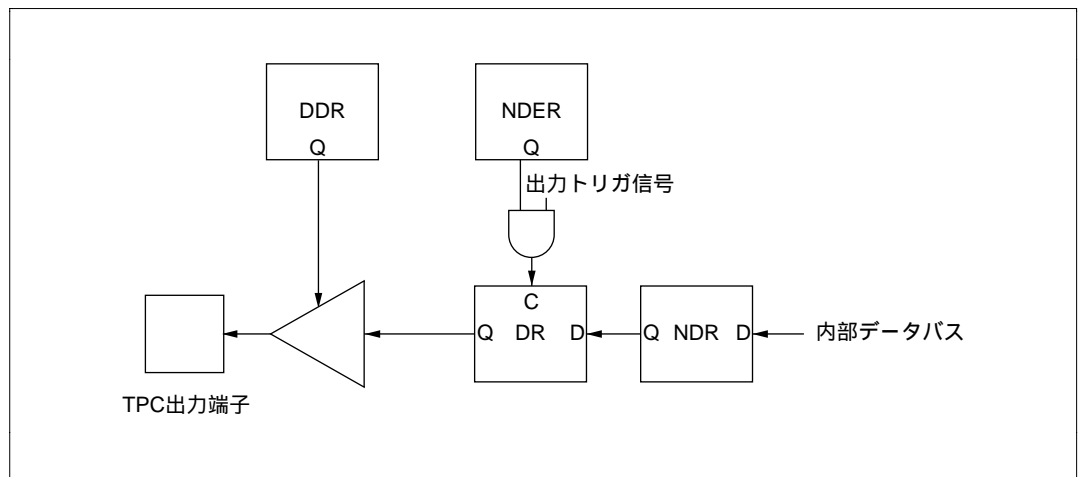 DDR
Q
NDER
Q
出力トリガ信号
C
Q DR D
Q NDR D
内部データバス
TPC出力端子